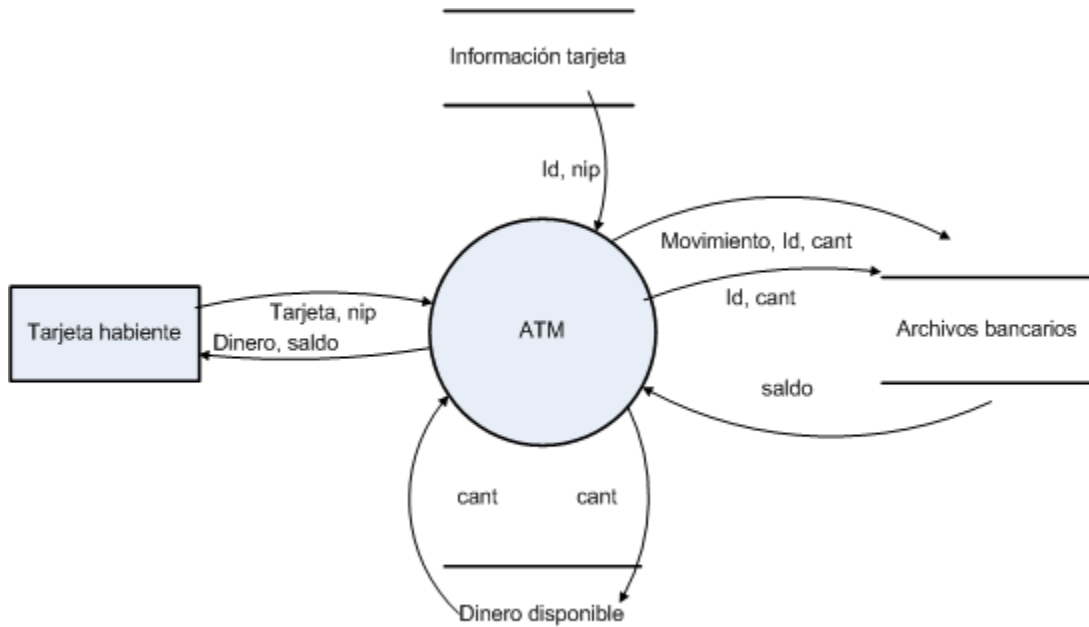 Información tarjeta
Id, nip
Movimiento, Id, cant
Id, cant
Tarjeta, nip
Tarjeta habiente
ATM
Archivos bancarios
Dinero, saldo
saldo
cant
cant
Dinero disponible